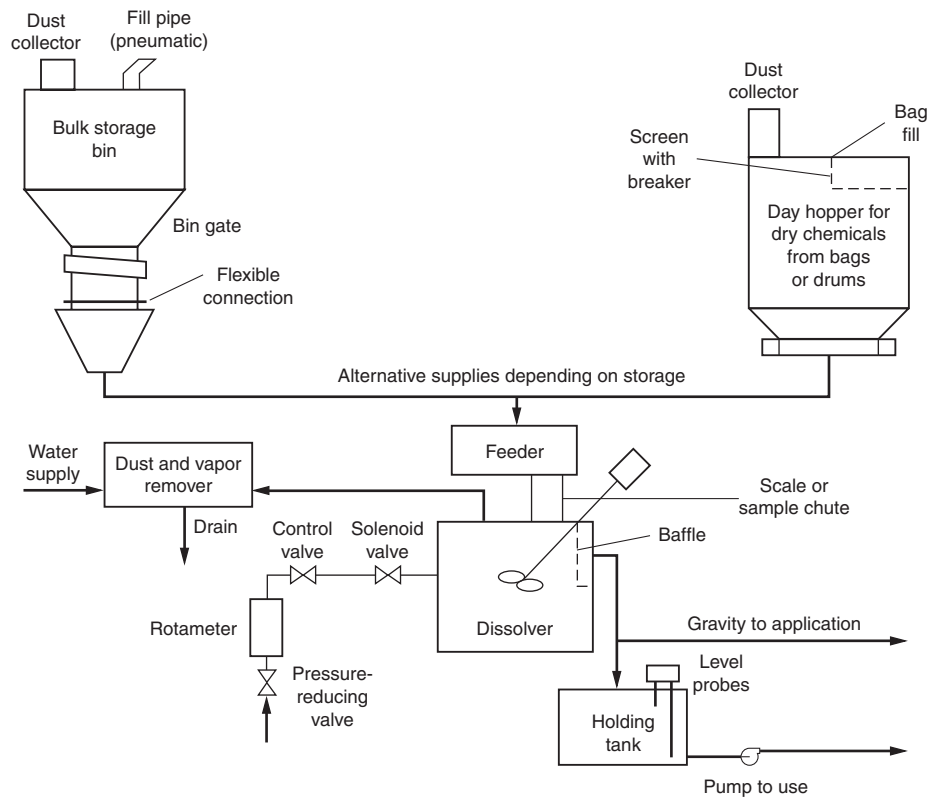 Dust
collector
Fill pipe
(pneumatic)
Bulk storage
bin
Bin gate
Flexible
connection
Dust
collector
Bag
fill
Screen
with
breaker
Day hopper for
dry chemicals
from bags
or drums
Alternative supplies depending on storage
Water
supply
Dust and vapor
remover
Drain
Feeder
Scale or
sample chute
Control
valve
Solenoid
valve
Baffle
Rotameter
Dissolver
Pressure-
reducing
valve
Gravity to application
Level
probes
Holding
tank
Pump to use